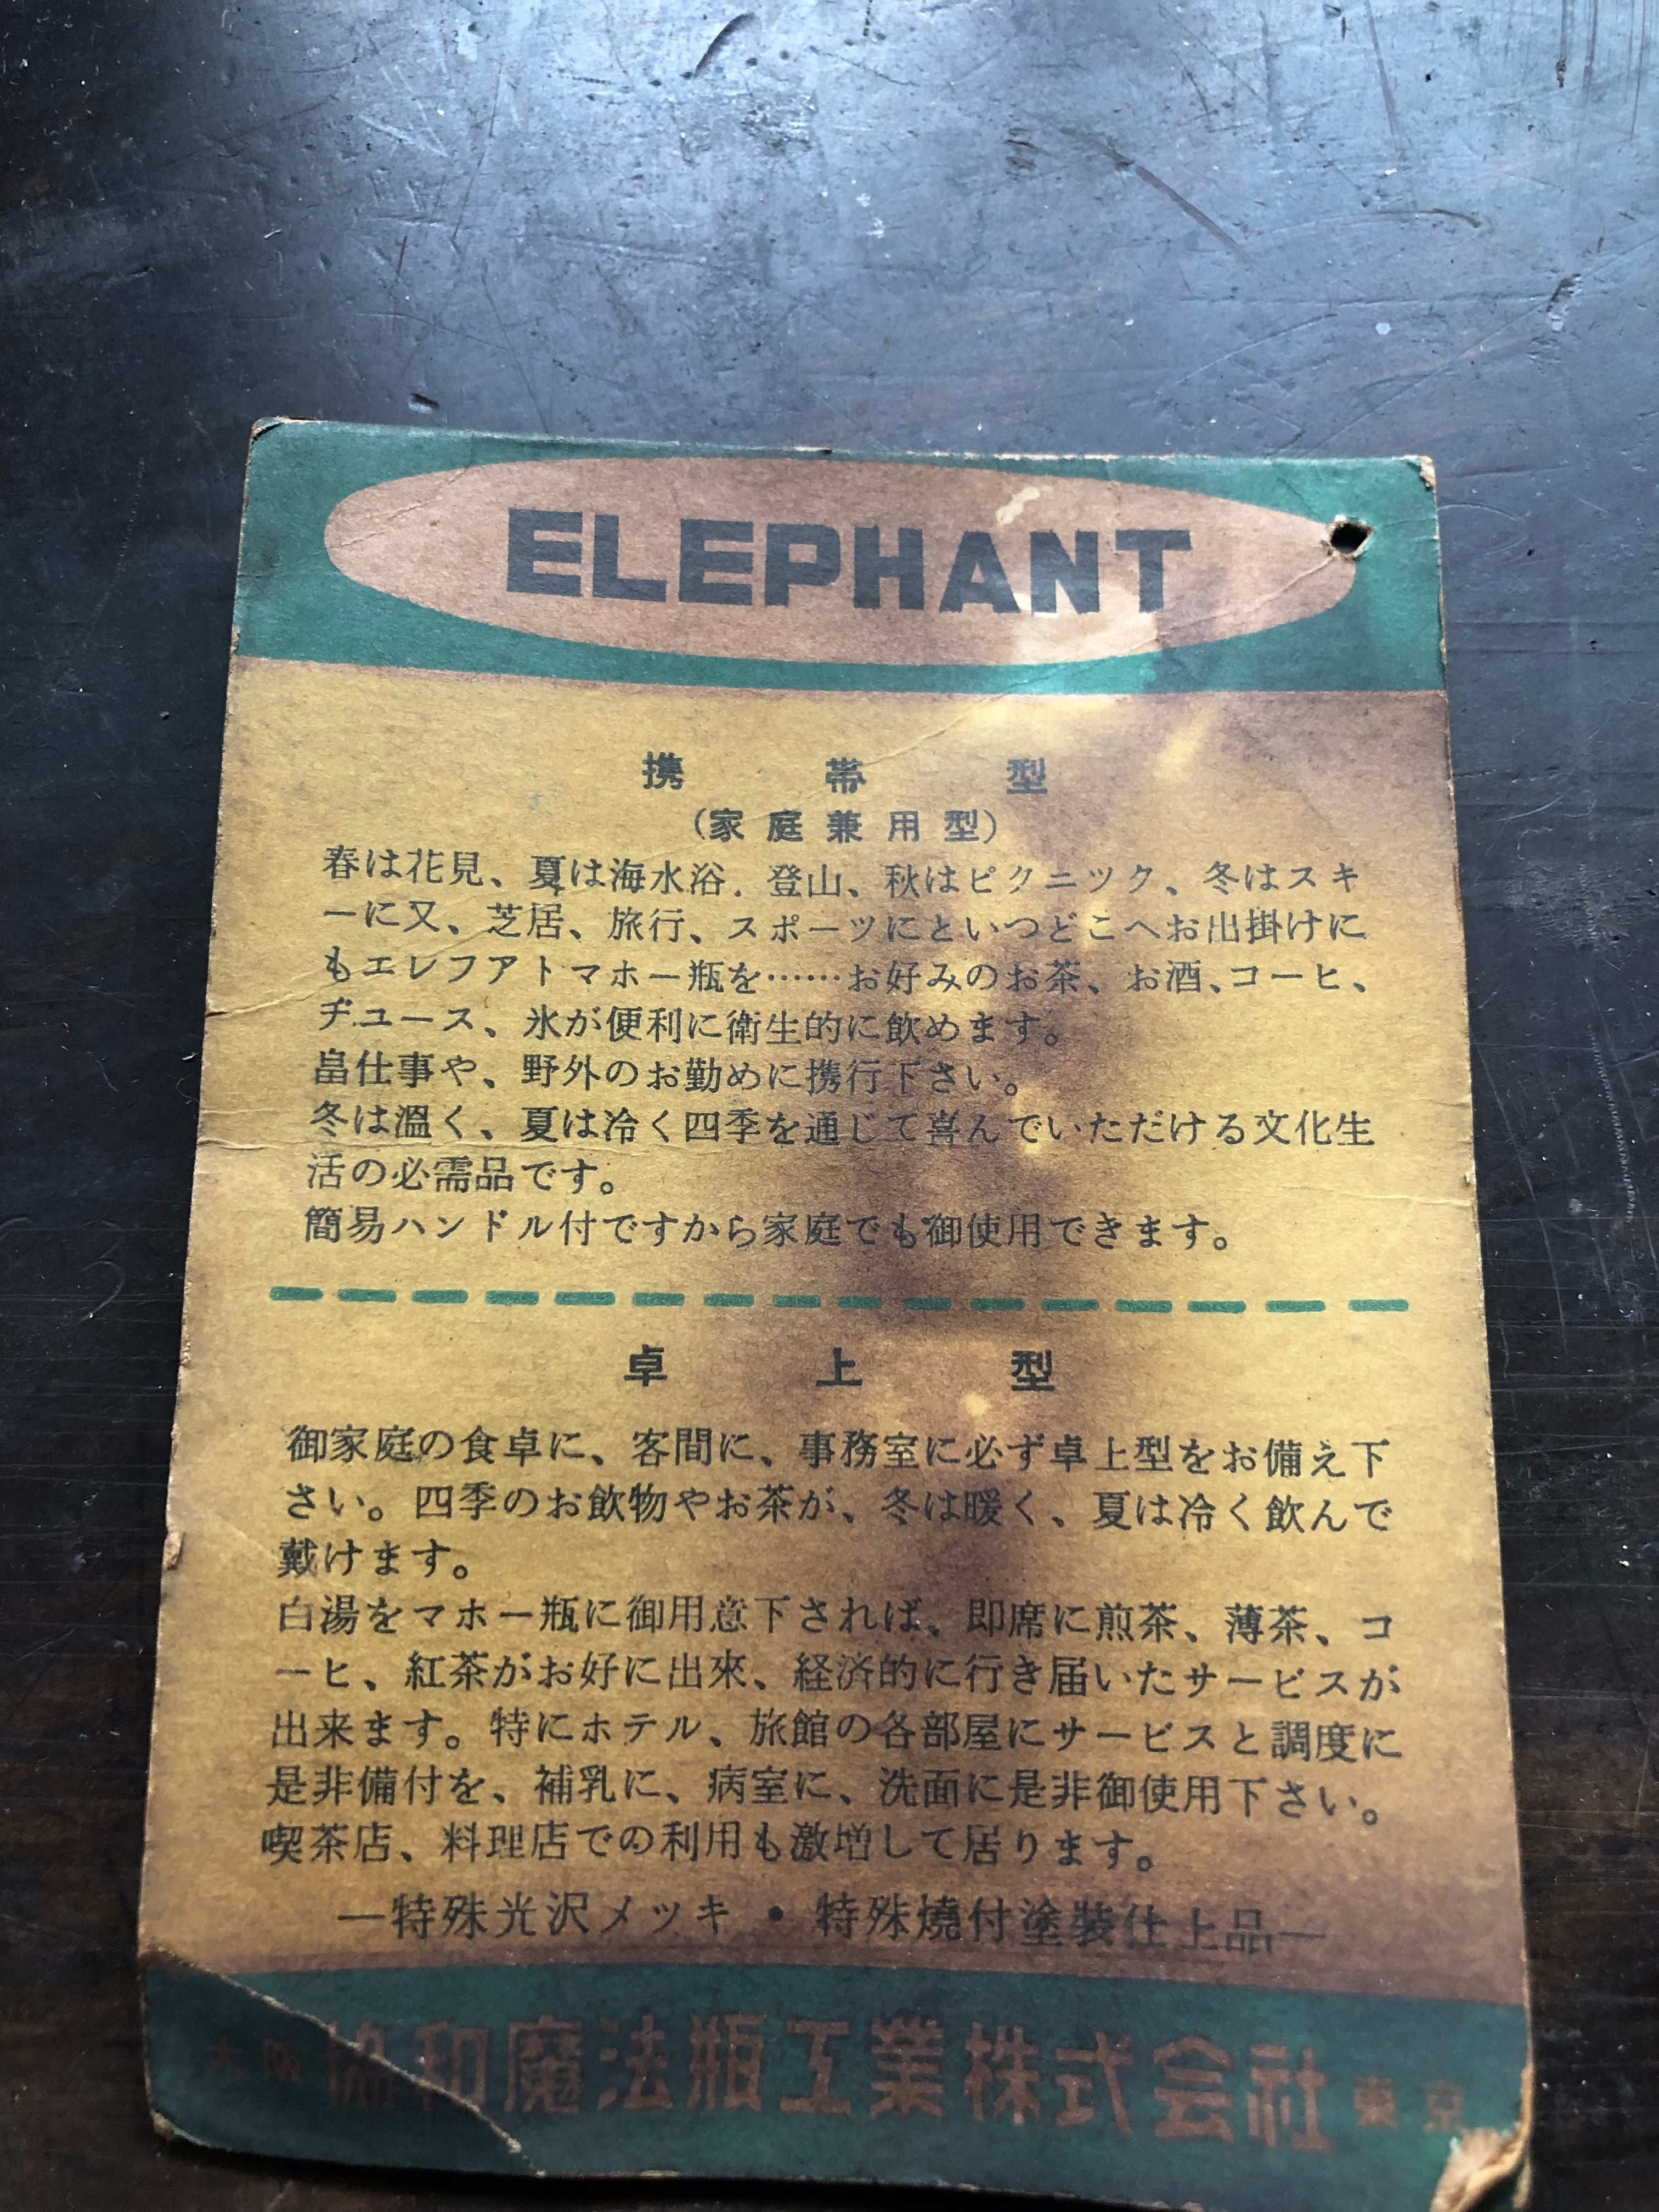 ELEPHANT
携帯型
(家庭兼用型)
春は花見、夏は海水浴．登山、秋はピクニック、冬はスキ
ーに又、芝居、旅行、スポーツにといつどこへお出掛けに
もエレフアトマホー瓶を……お好みのお茶、お酒、コーヒ、
ヂユース、氷が便利に衛生的に飲めます。
畠仕事や、野外のお勤めに携行下さい。
冬は溫く、夏は冷く四季を通じて喜んでいただける文化生
活の必需品です。
簡易ハンドル付ですから家庭でも御使用できます。
卓上型
御家庭の食卓に、客間に、事務室に必ず卓上型をお備え下
さい。四季のお飲物やお茶が、冬は暖く、夏は冷く飲んで
戴けます。
白湯をマホー瓶に御用意下されば、即席に煎茶、薄茶、コ
ーヒ、紅茶がお好に出來、経済的に行き届いたサービスが
出来ます。特にホテル、旅館の各部屋にサービスと調度に
是非備付を、補乳に、病室に、洗面に是非御使用下さい。
喫茶店、料理店での利用も激増して居ります。
—特殊光沢メッキ・特殊燒付塗裝仕上品—
大阪 協和魔法瓶工業株式会社 東京